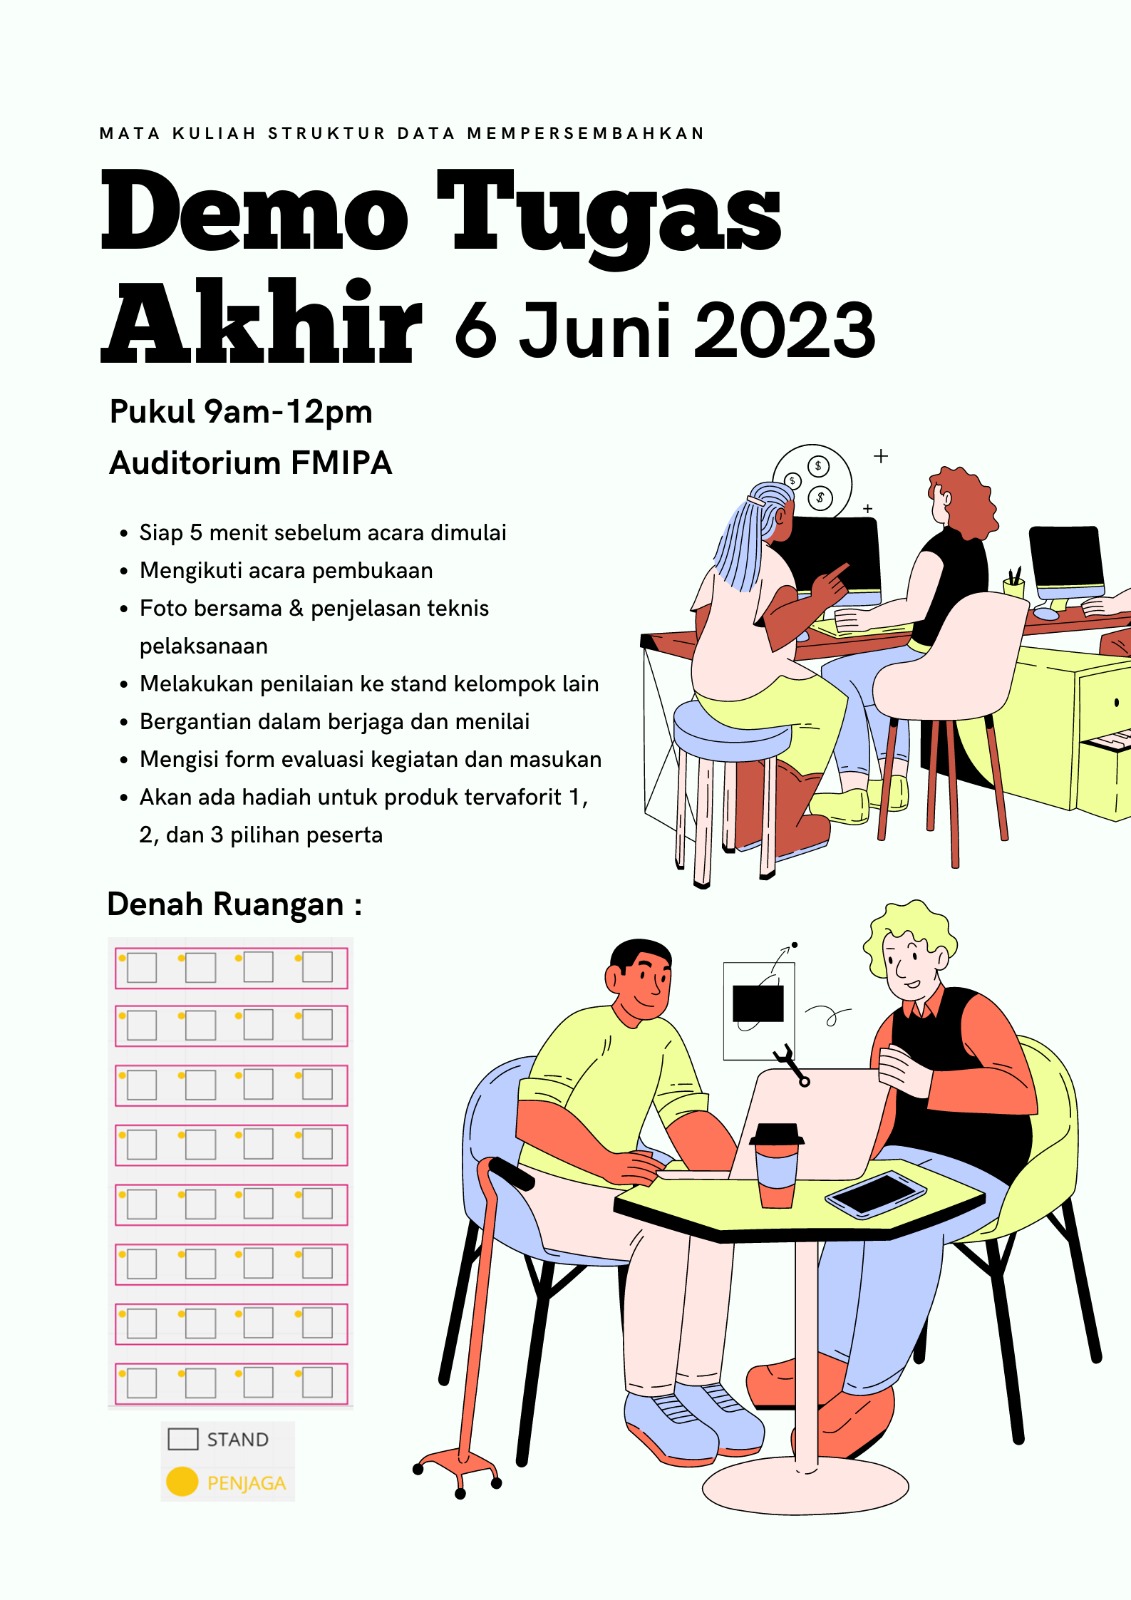 MATA KULIAH STRUKTUR DATA MEMPERSEMBAHKAN
Demo Tugas
Akhir 6 Juni 2023
Pukul 9am-12pm
Auditorium FMIPA
• Siap 5 menit sebelum acara dimulai
• Mengikuti acara pembukaan
• Foto bersama & penjelasan teknis
pelaksanaan
• Melakukan penilaian ke stand kelompok lain
• Bergantian dalam berjaga dan menilai
• Mengisi form evaluasi kegiatan dan masukan
• Akan ada hadiah untuk produk tervaforit 1,
2, dan 3 pilihan peserta
$
$
$
Denah Ruangan :
STAND
PENJAGA